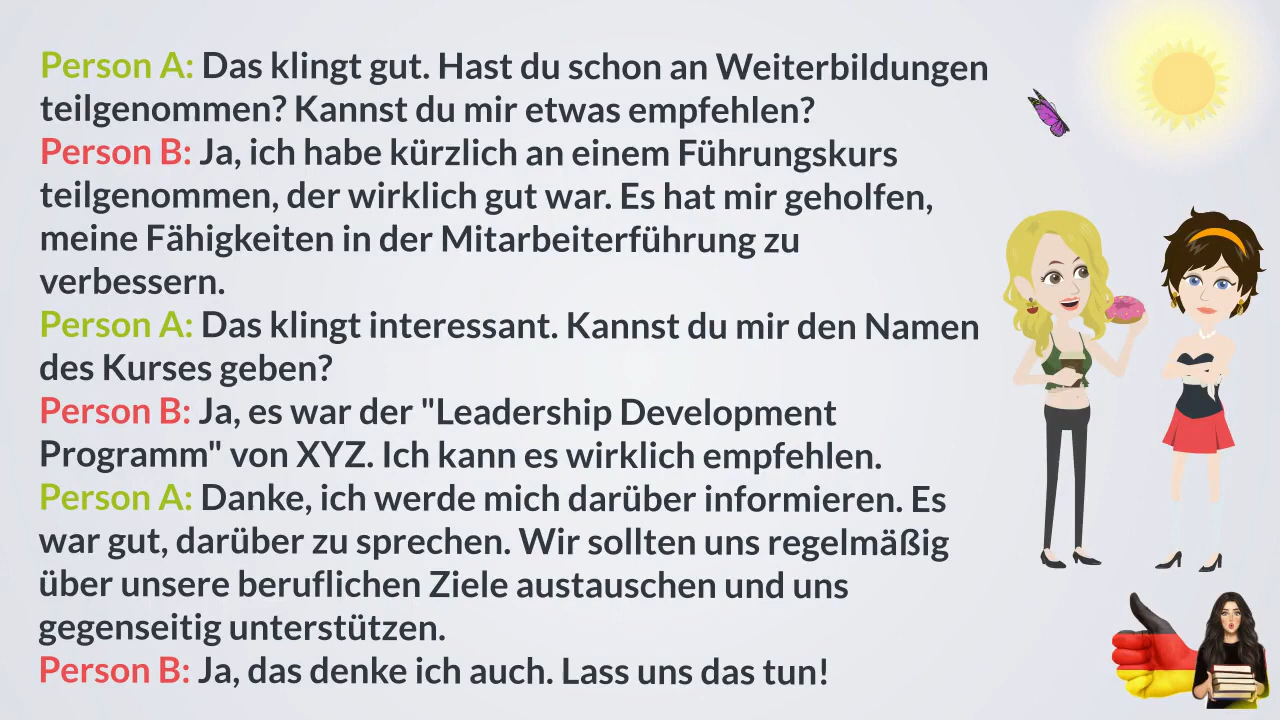 Person A: Das klingt gut. Hast du schon an Weiterbildungen
teilgenommen? Kannst du mir etwas empfehlen?
Person B: Ja, ich habe kürzlich an einem Führungskurs
teilgenommen, der wirklich gut war. Es hat mir geholfen,
meine Fähigkeiten in der Mitarbeiterführung zu
verbessern.
Person A: Das klingt interessant. Kannst du mir den Namen
des Kurses geben?
Person B: Ja, es war der "Leadership Development
Programm" von XYZ. Ich kann es wirklich empfehlen.
Person A: Danke, ich werde mich darüber informieren. Es
war gut, darüber zu sprechen. Wir sollten uns regelmäßig
über unsere beruflichen Ziele austauschen und uns
gegenseitig unterstützen.
Person B: Ja, das denke ich auch. Lass uns das tun!